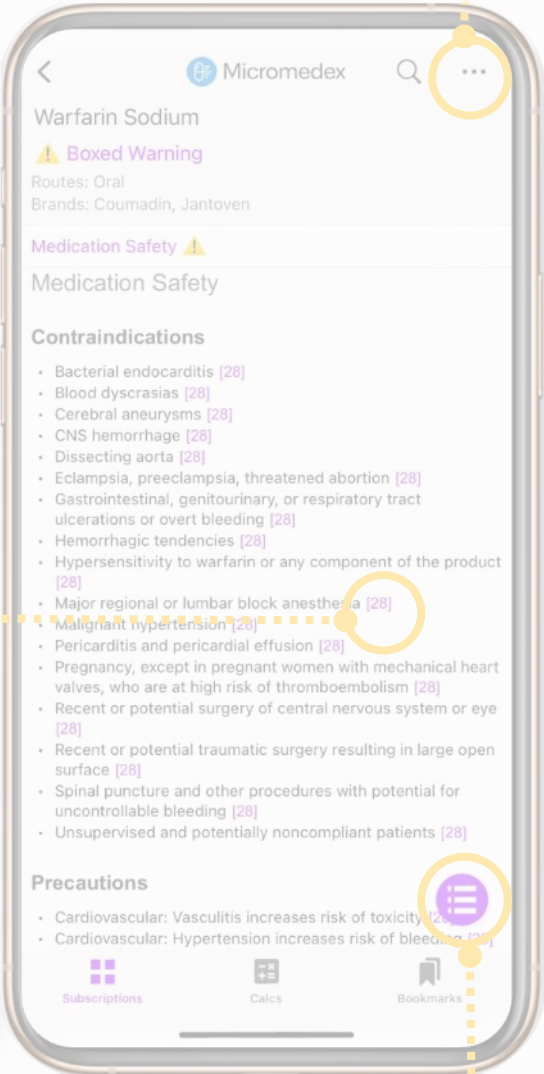 Micromedex
Warfarin Sodium
Boxed Warning
Routes: Oral
Brands: Coumadin, Jantoven
Medication Safety
Medication Safety
Contraindications
• Bacterial endocarditis [28]
• Blood dyscrasias [28]
• Cerebral aneurysms [28]
• CNS hemorrhage [28]
• Dissecting aorta [28]
• Eclampsia, preeclampsia, threatened abortion [28]
• Gastrointestinal, genitourinary, or respiratory tract
ulcerations or overt bleeding [28]
• Hemorrhagic tendencies [28]
• Hypersensitivity to warfarin or any component of the product
[28]
• Major regional or lumbar block anesthesia [28]
• Malignant hypertension [28]
• Pericarditis and pericardial effusion [28]
• Pregnancy, except in pregnant women with mechanical heart
valves, who are at high risk of thromboembolism [28]
• Recent or potential surgery of central nervous system or eye
[28]
• Recent or potential traumatic surgery resulting in large open
surface [28]
• Spinal puncture and other procedures with potential for
uncontrollable bleeding [28]
• Unsupervised and potentially noncompliant patients [28]
Precautions
• Cardiovascular: Vasculitis increases risk of toxicity
• Cardiovascular: Hypertension increases risk of bleeding
Subscriptions
Calcs
Bookmarks